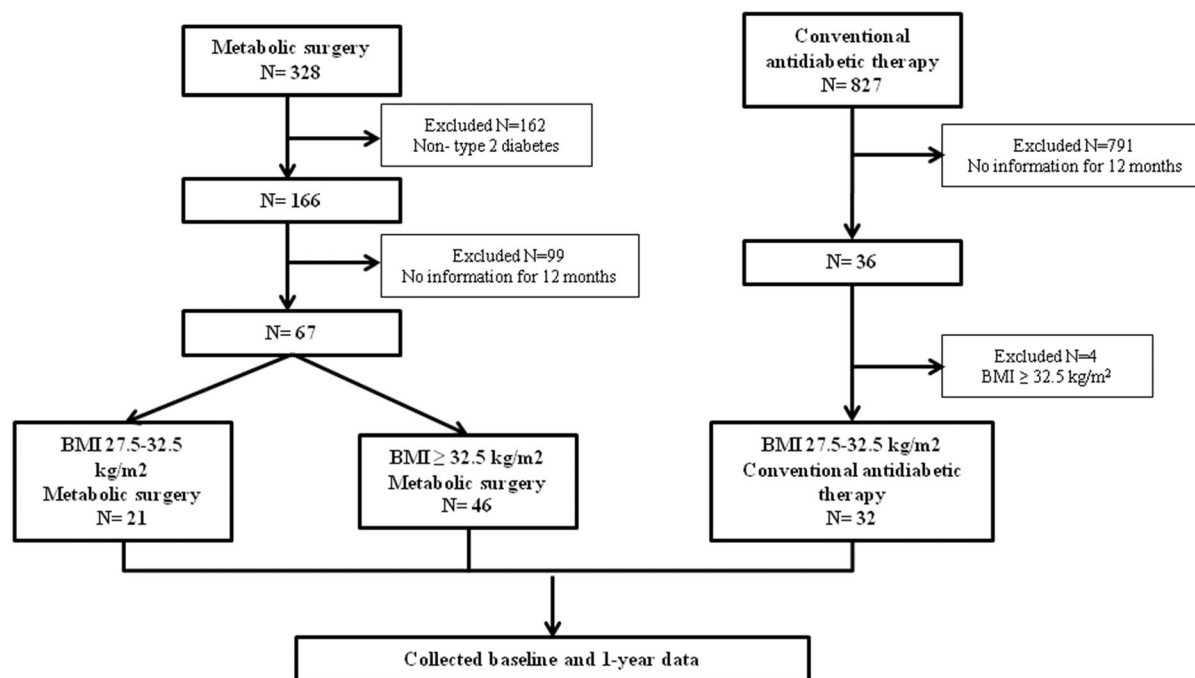 Metabolic surgery
N= 328
Excluded N=162
Non- type 2 diabetes
N= 166
Excluded N=99
No information for 12 months
N= 67
BMI 27.5-32.5
kg/m2
Metabolic surgery
N= 21
BMI ≥ 32.5 kg/m2
Metabolic surgery
N= 46
Conventional
antidiabetic therapy
N= 827
Excluded N=791
No information for 12 months
N= 36
Excluded N=4
BMI ≥ 32.5 kg/m²
BMI 27.5-32.5 kg/m2
Conventional antidiabetic
therapy
N= 32
Collected baseline and 1-year data